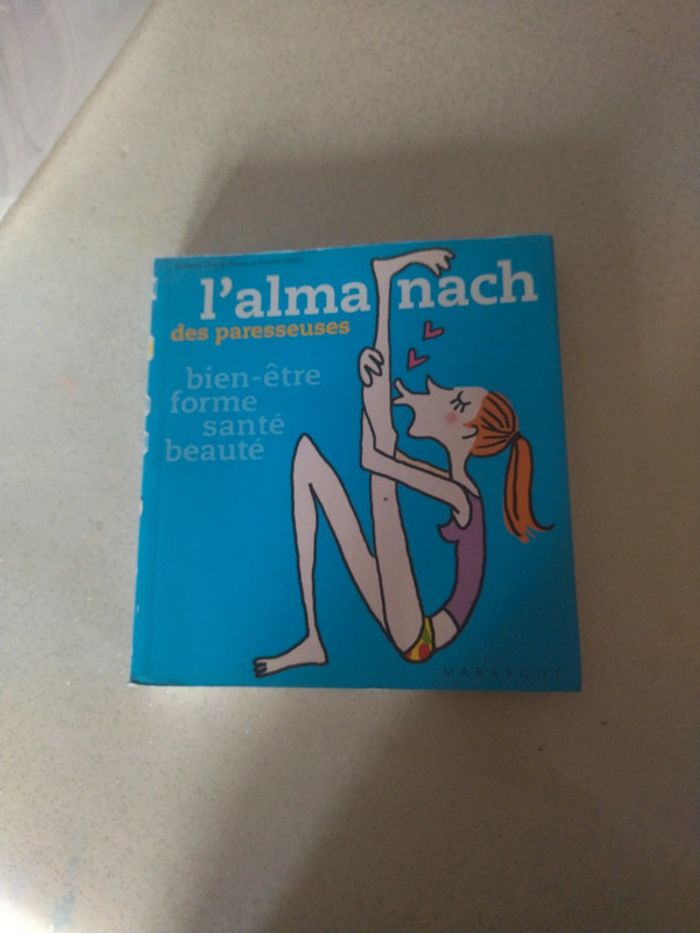 l'almanach
des paresseuses
bien-être
forme
santé
beauté
MARABOUT